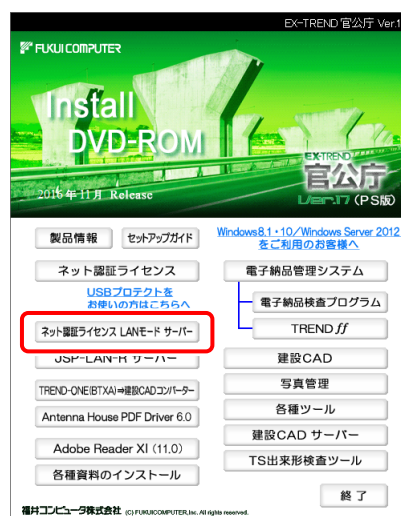 EX-TREND 官公庁 Ver.1
FUKUI COMPUTER
Install
DVD-ROM
2016年11月 Release
EX-TREND
官公庁
Ver.17 (PS版)
製品情報
セットアップガイド
Windows8.1・10／Windows Server 2012
をご利用のお客様へ
ネット認証ライセンス
USBプロテクトを
お使いの方はこちらへ
ネット認証ライセンス LANモード サーバー
JSP-LAN-R サーバー
TREND-ONE(BTXA)⇒建設CADコンバーター
Antenna House PDF Driver 6.0
Adobe Reader XI (11.0)
各種資料のインストール
電子納品管理システム
電子納品検査プログラム
TREND ff
建設CAD
写真管理
各種ツール
建設CAD サーバー
TS出来形検査ツール
終 了
福井コンピュータ株式会社 (C) FUKUICOMPUTER, Inc. All rights reserved.